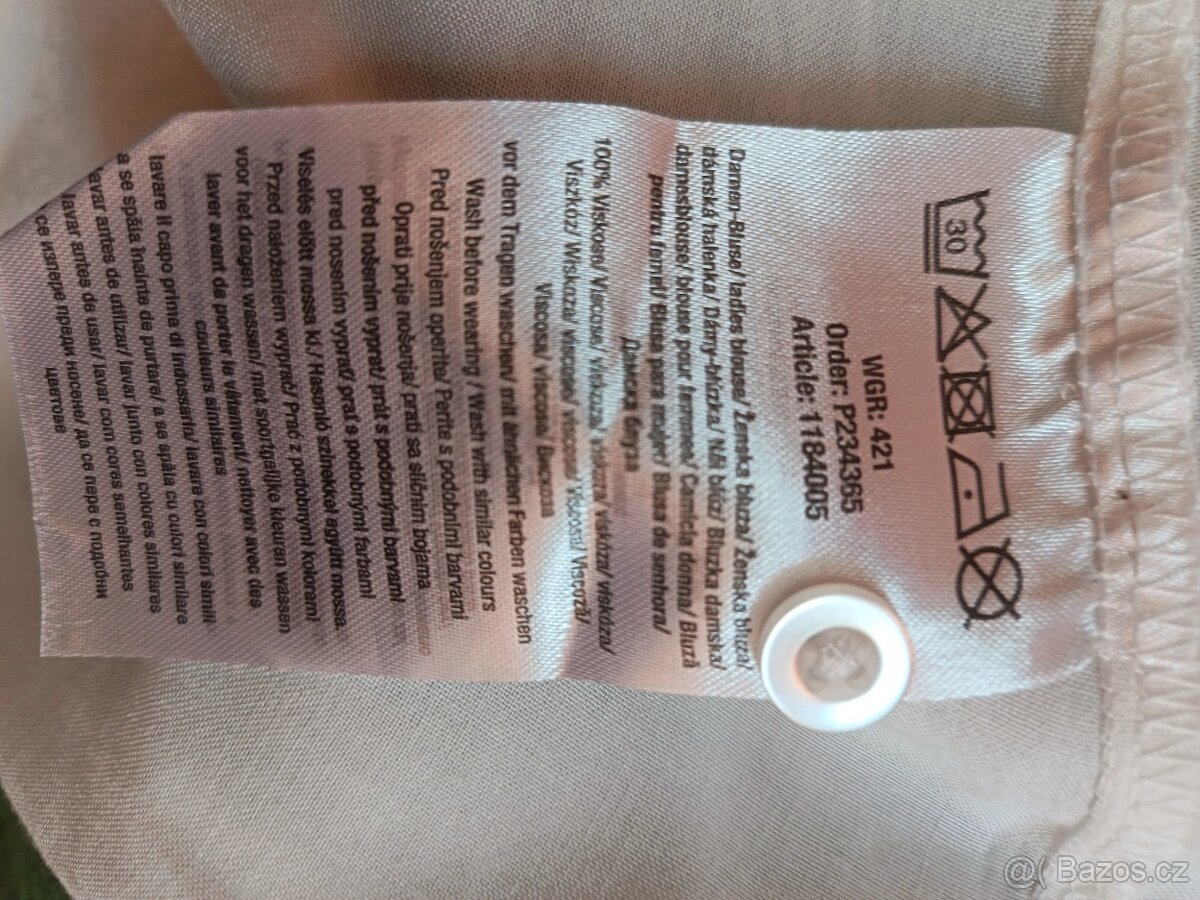 30
WGR: 421
Order: P234365
Article: 1184005
Damen-Bluse/ ladies blouse/ Ženska bluza/ Ženska bluza/
dámská halenka/ Dámy-blúzka/ Női blúz/ Bluzka damska/
damesblouse/ blouse pour femme/ Camicia donna/ Bluză
pentru femei/ Blusa para mujer/ Blusa de senhora/
Дамска блуза
100% Viskose/ Viscose/ viskoza/ viskoza/ viskóza/ viskóza/
Viszkóz/ Wiskoza/ viscose/ viscose/ Viscosa/
Viscosa/ viscosa/ Вискоза
vor dem Tragen waschen/ mit ähnlichen Farben waschen
Wash before wearing / Wash with similar colours
Pred nošenjem operite/ Perite s podobnimi barvami
Oprati prije nošenja/ prati sa sličnim bojama
před nošením vyprat/ prát s podobnými barvami
pred nosením vyprať/ prať s podobnými farbami
Viselés előtt mossa ki./ Hasonló színekkel együtt mossa.
Przed nałożeniem wyprać/ Prać z podobnymi kolorami
voor het dragen wassen/ met soortgelijke kleuren wassen
laver avant de porter le vêtement/ nettoyer avec des
couleurs similaires
lavare il capo prima di indossarlo/ lavare con colori simili
a se spăla înainte de purtare/ a se spăla cu culori similare
lavar antes de utilizar/ lavar junto con colores similares
lavar antes de usar/ lavar com cores semelhantes
се изпере преди носене/ да се пере с подобни
цветове
@( Bazos.cz